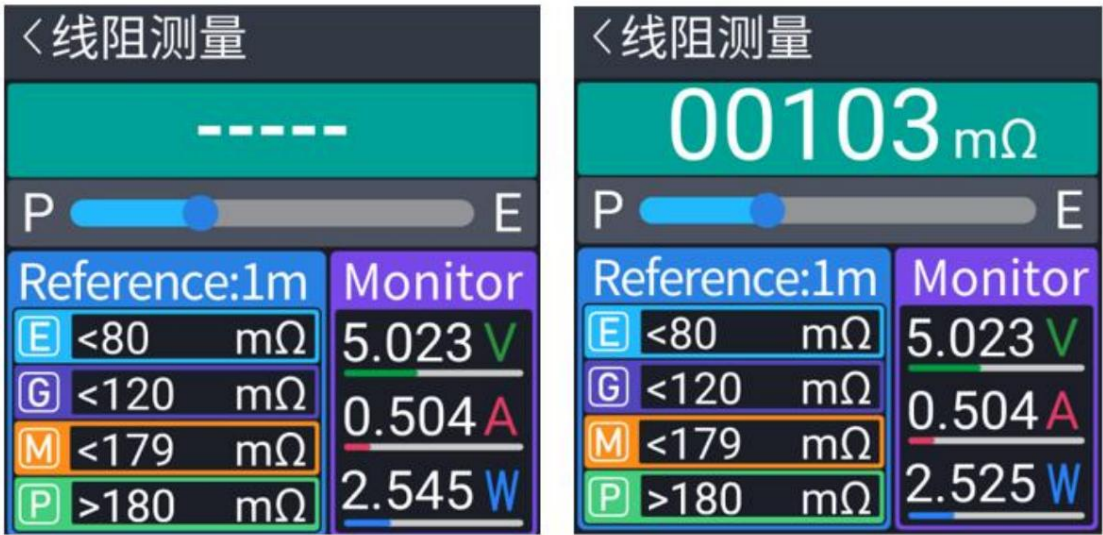 く线阻测量
-----
P E
Reference:1m
E <80 mΩ
G <120 mΩ
M <179 mΩ
P >180 mΩ
Monitor
5.023 V
0.504 A
2.545 W
く线阻测量
00103 mΩ
P E
Reference:1m
E <80 mΩ
G <120 mΩ
M <179 mΩ
P >180 mΩ
Monitor
5.023 V
0.504 A
2.525 W